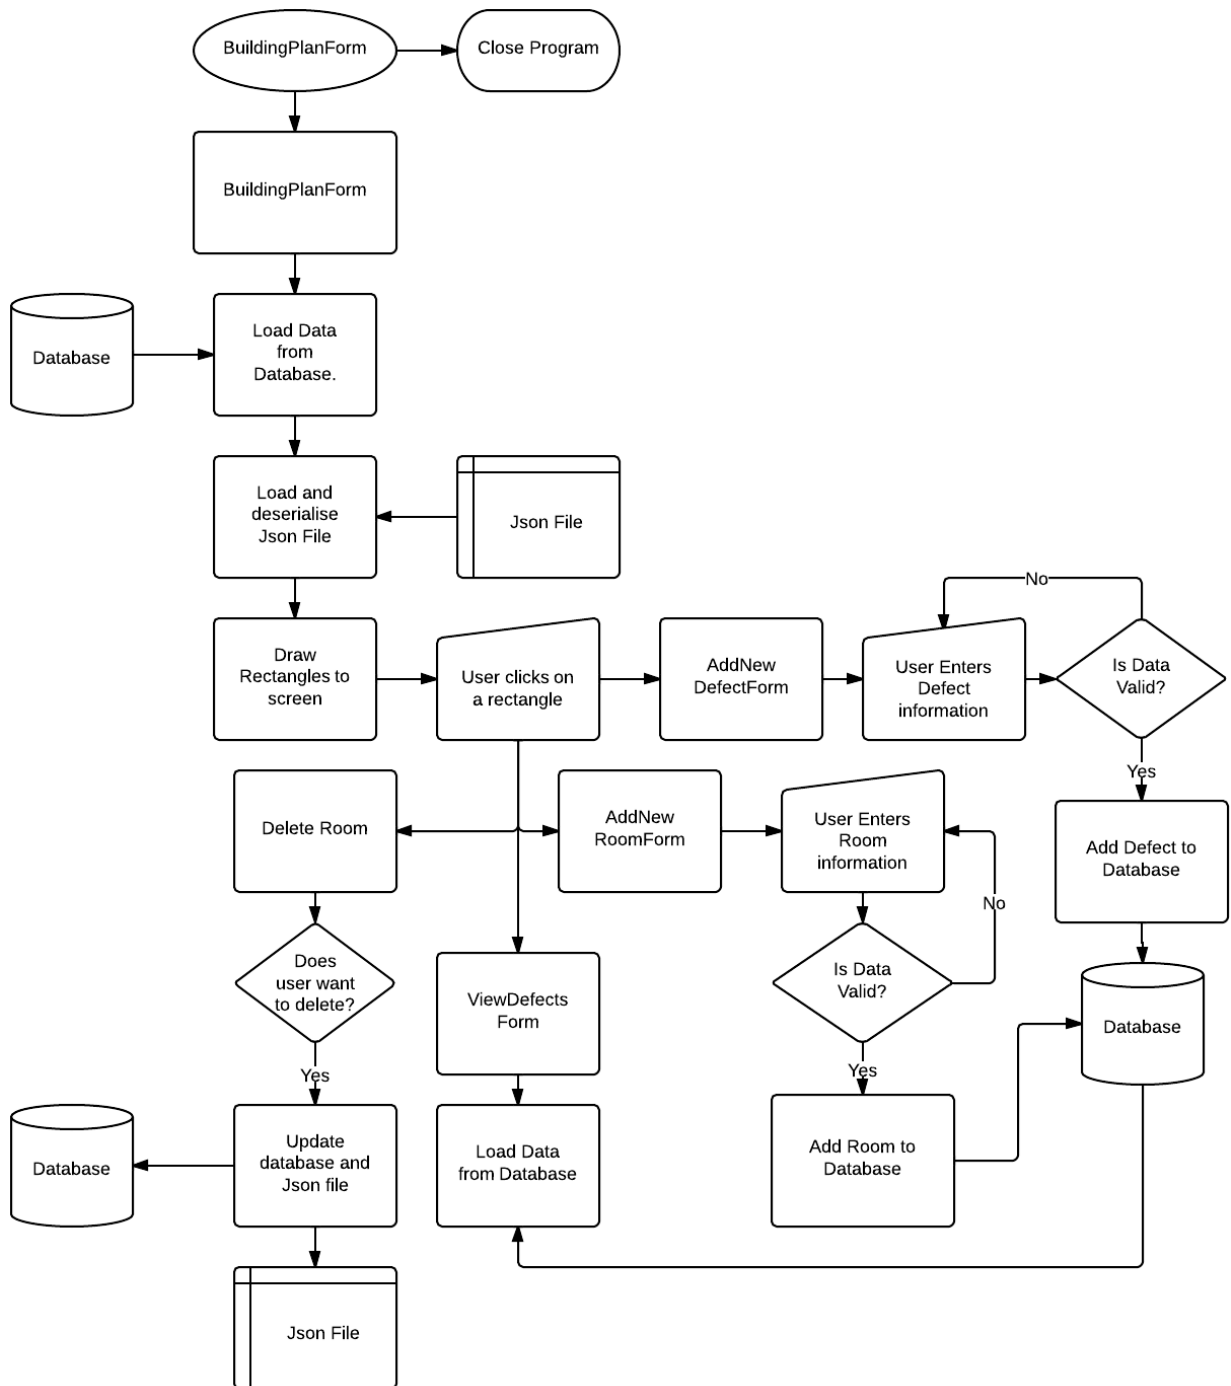 BuildingPlanForm
Close Program
BuildingPlanForm
Database
Load Data
from
Database.
Load and
deserialise
Json File
Json File
No
Draw
Rectangles to
screen
User clicks on
a rectangle
AddNew
DefectForm
User Enters
Defect
information
Is Data
Valid?
Yes
Delete Room
AddNew
RoomForm
User Enters
Room
information
Add Defect to
Database
No
Does
user want
to delete?
ViewDefects
Form
Is Data
Valid?
Database
Yes
Yes
Database
Update
database and
Json file
Load Data
from Database
Add Room to
Database
Json File